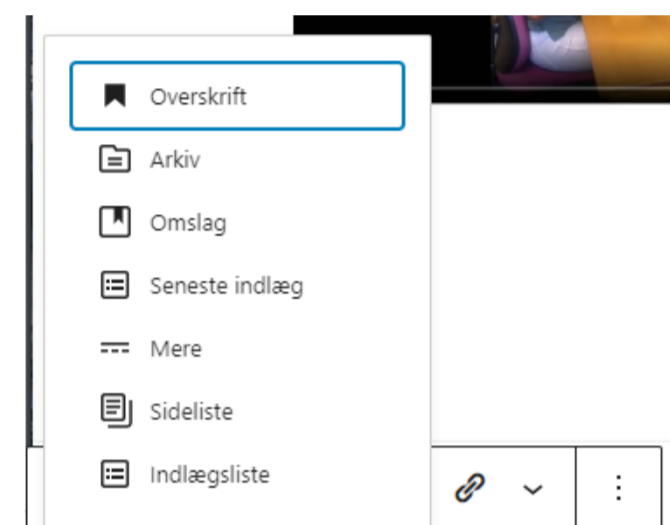 Overskrift
Arkiv
Omslag
Seneste indlæg
Mere
Sideliste
Indlægsliste